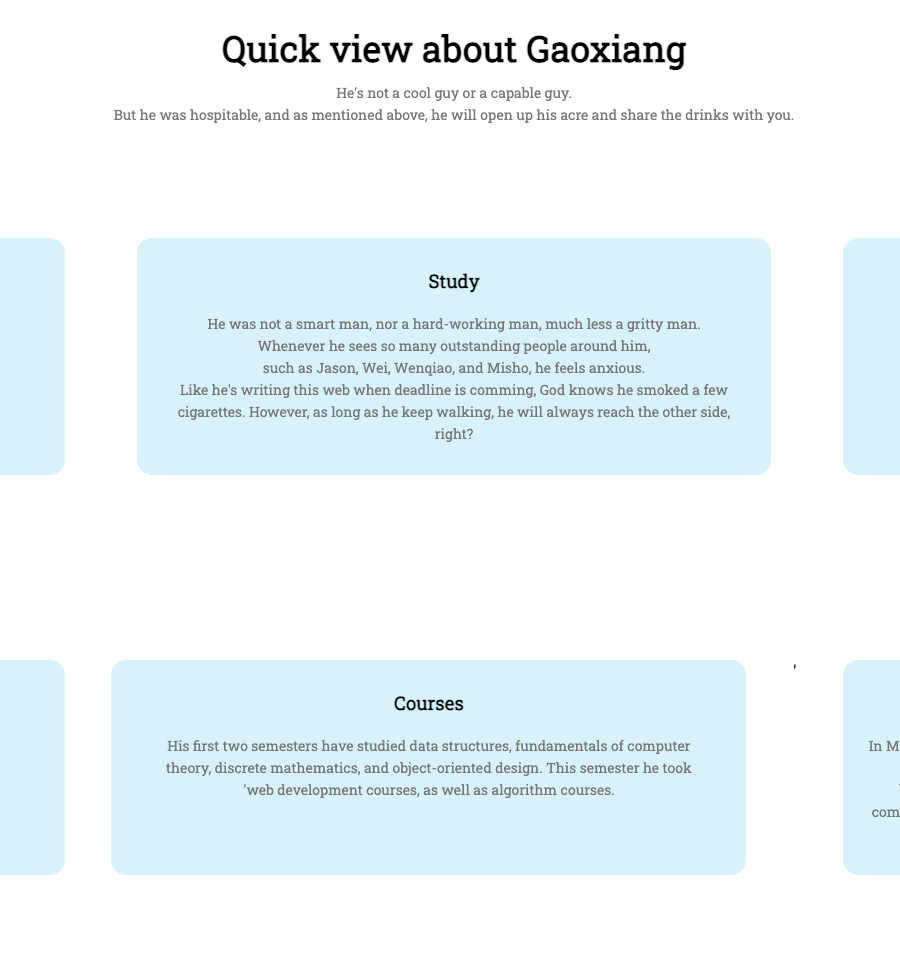 Quick view about Gaoxiang
He's not a cool guy or a capable guy.
But he was hospitable, and as mentioned above, he will open up his acre and share the drinks with you.
Study
He was not a smart man, nor a hard-working man, much less a gritty man.
Whenever he sees so many outstanding people around him,
such as Jason, Wei, Wenqiao, and Misho, he feels anxious.
Like he's writing this web when deadline is comming, God knows he smoked a few
cigarettes. However, as long as he keep walking, he will always reach the other side,
right?
Courses
His first two semesters have studied data structures, fundamentals of computer
theory, discrete mathematics, and object-oriented design. This semester he took
'web development courses, as well as algorithm courses.
'
In M
com